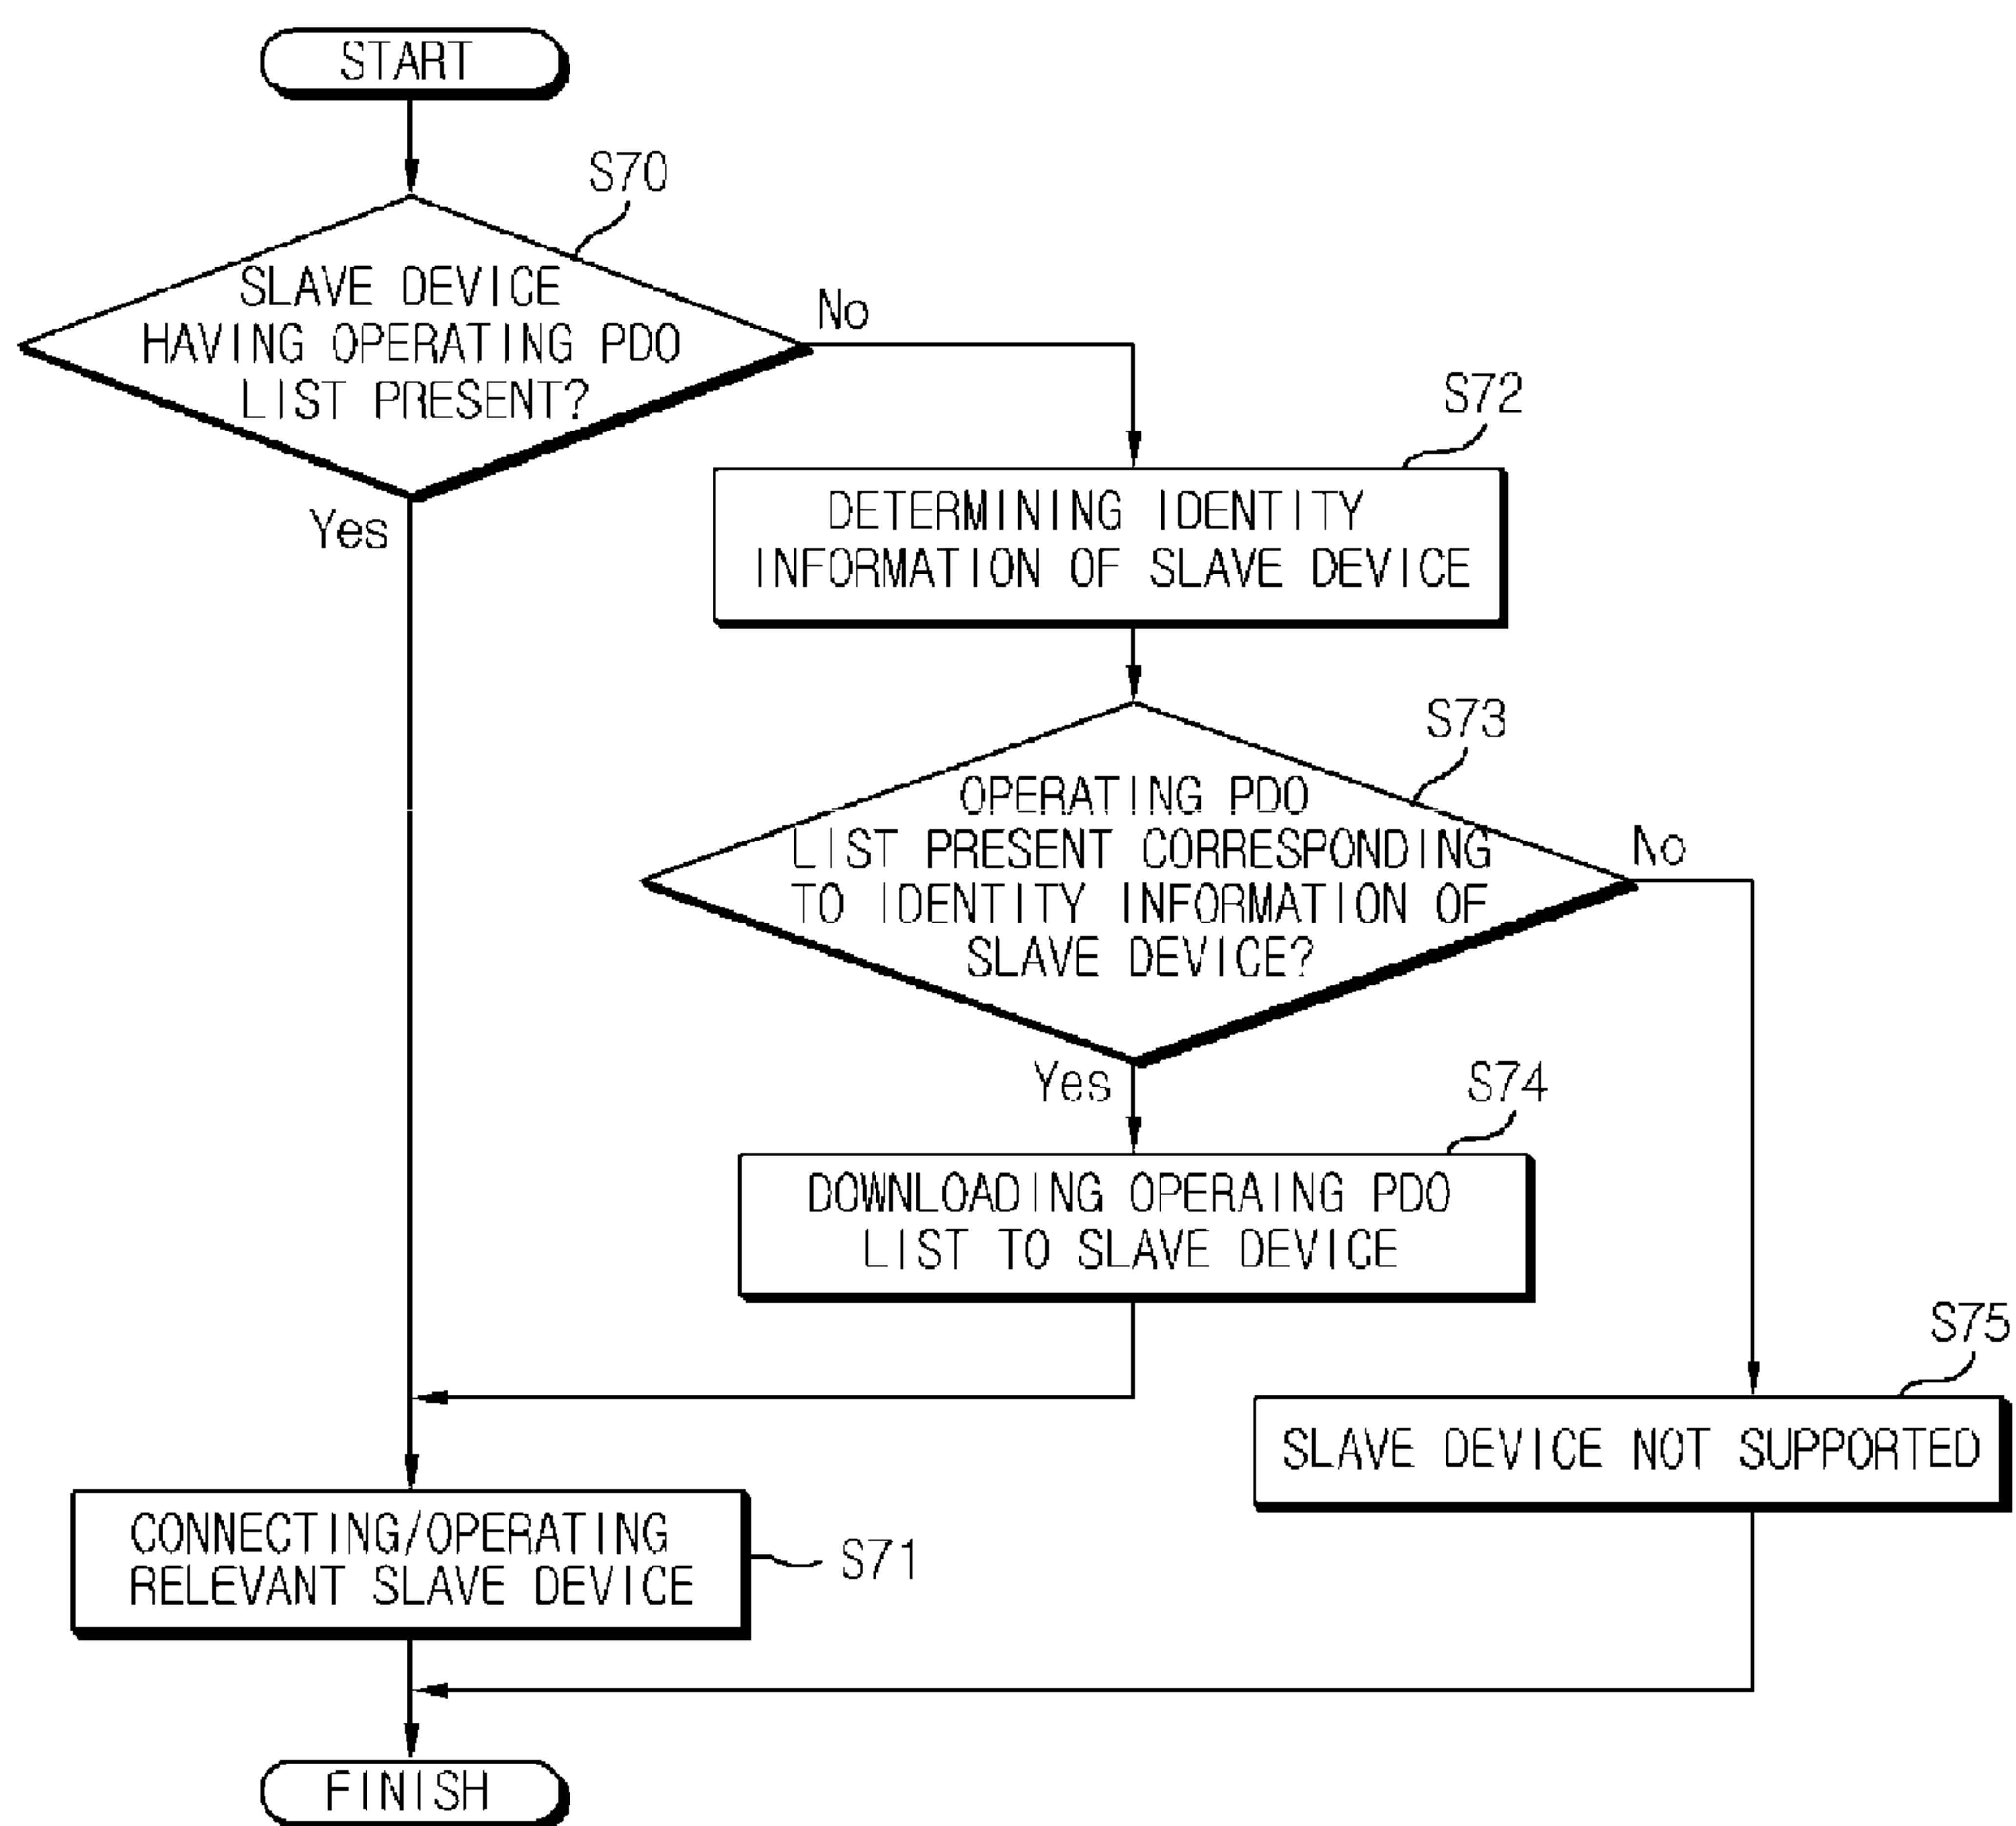 START
S70
SLAVE DEVICE
HAVING OPERATING PDO
LIST PRESENT?
No
Yes
S72
DETERMINING IDENTITY
INFORMATION OF SLAVE DEVICE
S73
OPERATING PDO
LIST PRESENT CORRESPONDING
TO IDENTITY INFORMATION OF
SLAVE DEVICE?
No
Yes
S74
DOWNLOADING OPERAING PDO
LIST TO SLAVE DEVICE
S75
SLAVE DEVICE NOT SUPPORTED
CONNECTING/OPERATING
RELEVANT SLAVE DEVICE
S71
FINISH